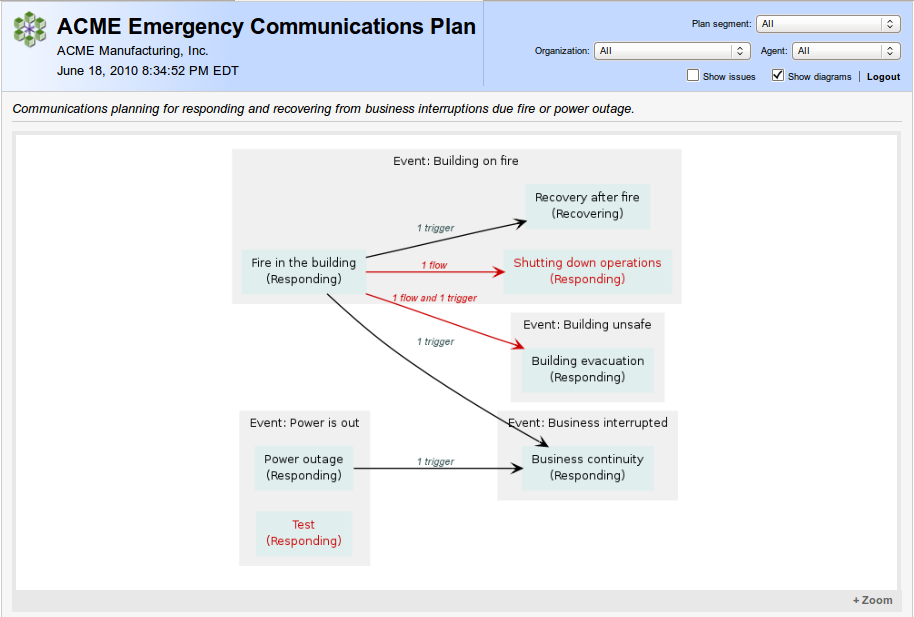 ACME Emergency Communications Plan
ACME Manufacturing, Inc.
June 18, 2010 8:34:52 PM EDT
Plan segment: All
Organization: All Agent: All
Show issues Show diagrams | Logout
Communications planning for responding and recovering from business interruptions due fire or power outage.
Event: Building on fire
Recovery after fire
(Recovering)
1 trigger
Fire in the building
(Responding)
1 flow
Shutting down operations
(Responding)
1 flow and 1 trigger
Event: Building unsafe
1 trigger
Building evacuation
(Responding)
Event: Power is out
Event: Business interrupted
Power outage
(Responding)
1 trigger
Business continuity
(Responding)
Test
(Responding)
+ Zoom